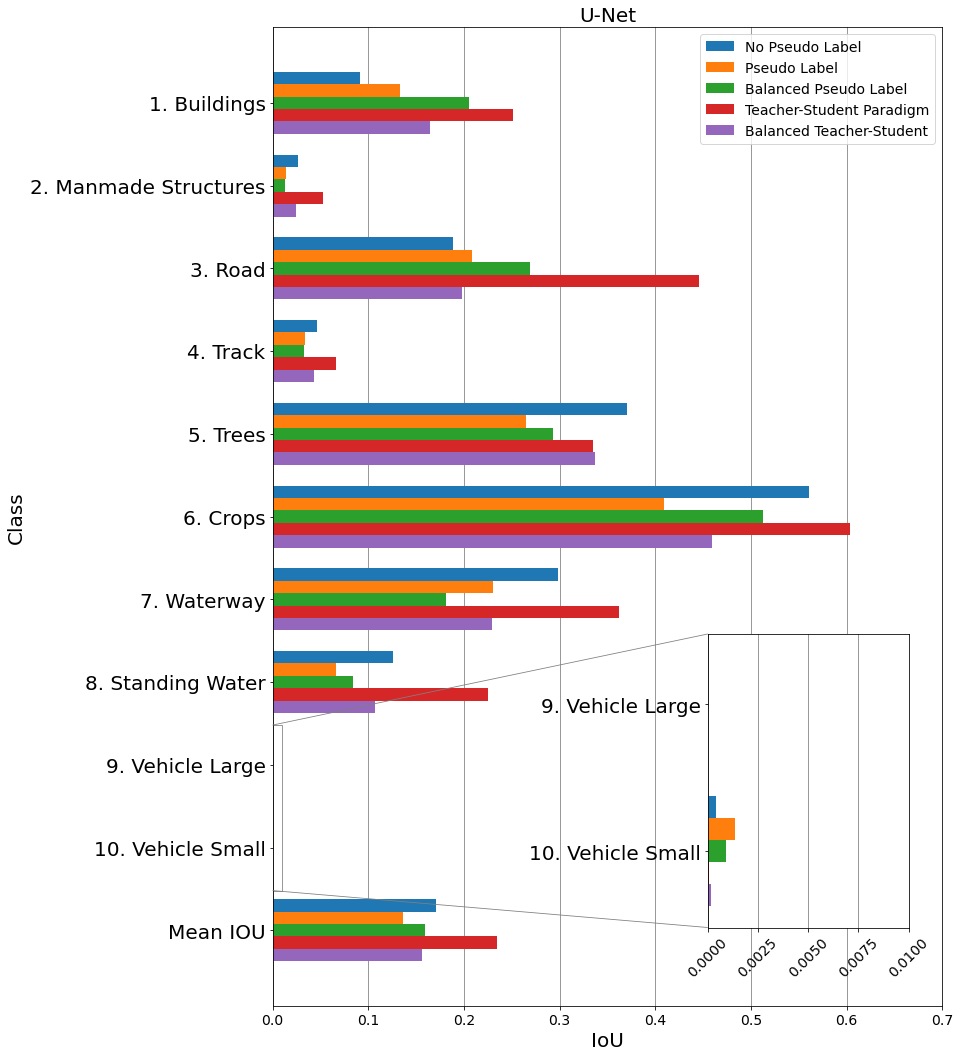 U-Net
No Pseudo Label
Pseudo Label
Balanced Pseudo Label
Teacher-Student Paradigm
Balanced Teacher-Student
Class
1. Buildings
2. Manmade Structures
3. Road
4. Track
5. Trees
6. Crops
7. Waterway
8. Standing Water
9. Vehicle Large
10. Vehicle Small
Mean IOU
9. Vehicle Large
10. Vehicle Small
0.0000 0.0025 0.0050 0.0075 0.0100
0.0 0.1 0.2 0.3 0.4 0.5 0.6 0.7
IoU